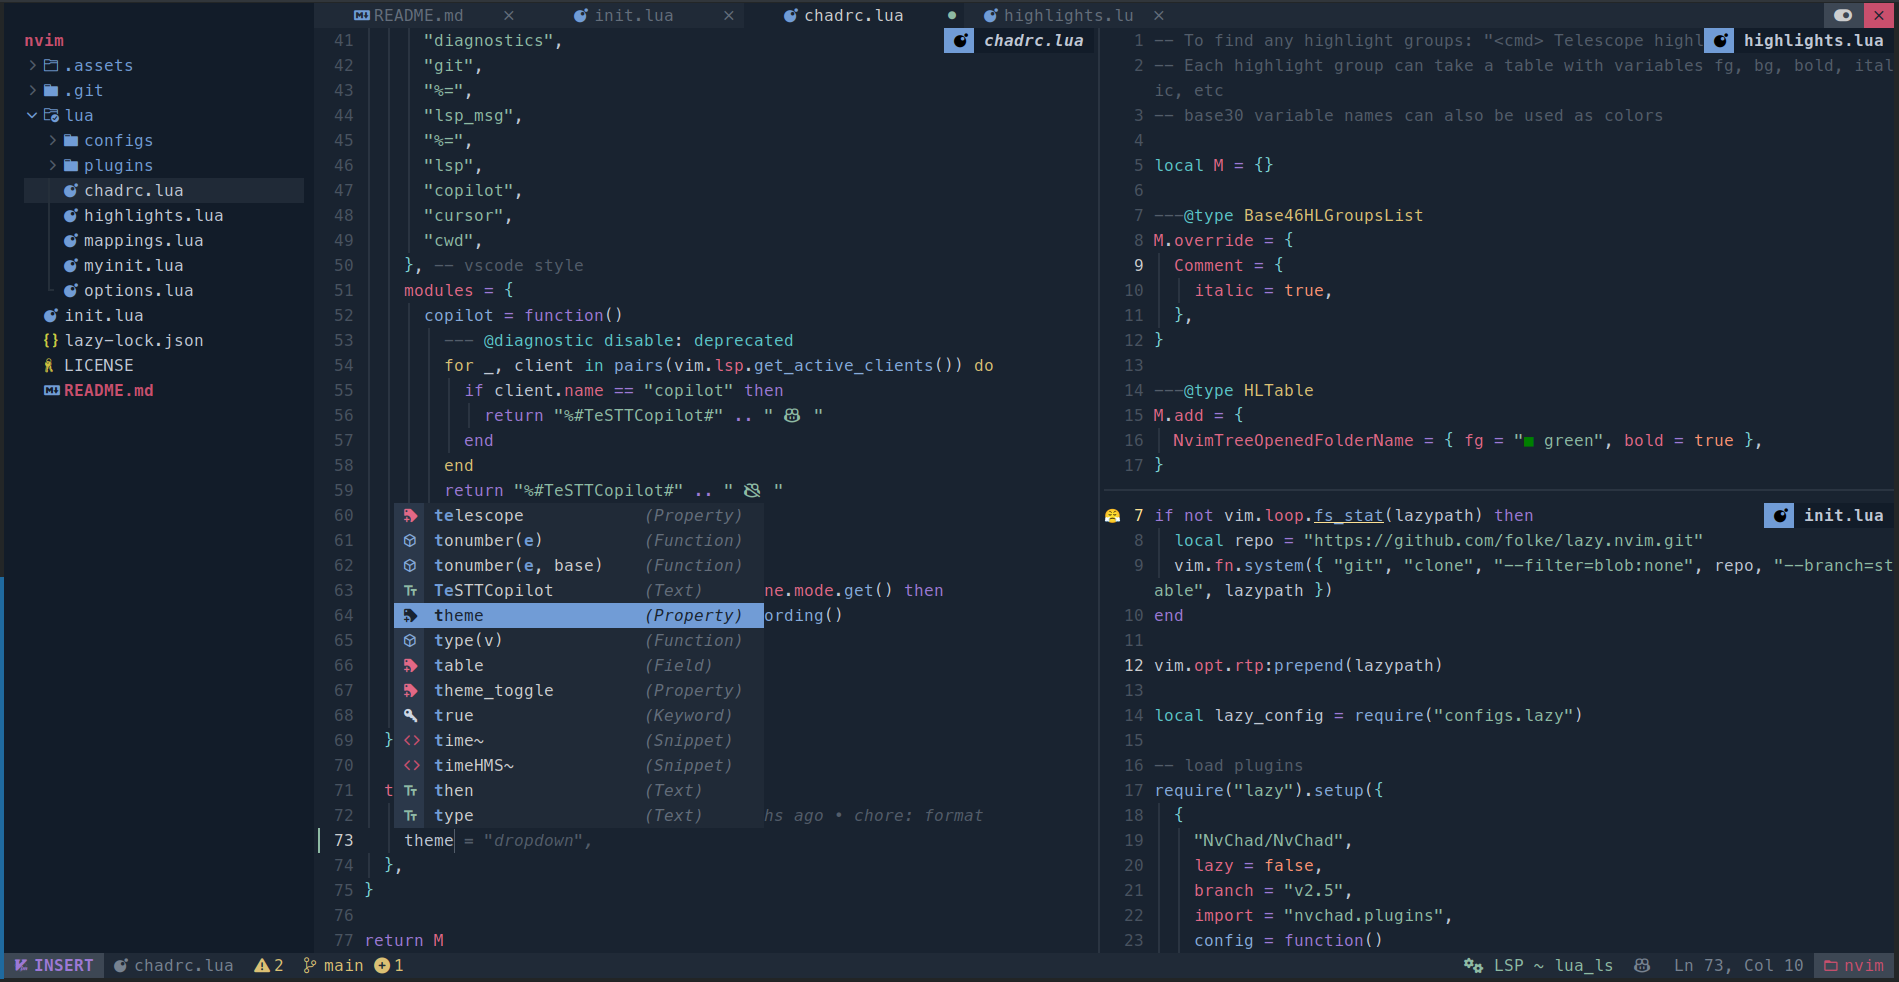 README.md
init.lua
chadrc.lua
highlights.lu
nvim
.assets
.git
lua
configs
plugins
chadrc.lua
highlights.lua
mappings.lua
myinit.lua
options.lua
init.lua
lazy-lock.json
LICENSE
README.md
chadrc.lua
41 "diagnostics",
42 "git",
43 "%=",
44 "lsp_msg",
45 "%=",
46 "lsp",
47 "copilot",
48 "cursor",
49 "cwd",
50 }, -- vscode style
51 modules = {
52 copilot = function()
53 --- @diagnostic disable: deprecated
54 for _, client in pairs(vim.lsp.get_active_clients()) do
55 if client.name == "copilot" then
56 return "%#TeSTTCopilot#" .. " "
57 end
58 end
59 return "%#TeSTTCopilot#" .. " "
60 telescope (Property)
61 tonumber(e) (Function)
62 tonumber(e, base) (Function)
63 TeSTTCopilot (Text) ne.mode.get() then
64 theme (Property) ording()
65 type(v) (Function)
66 table (Field)
67 theme_toggle (Property)
68 true (Keyword)
69 } time~ (Snippet)
70 timeHMS~ (Snippet)
71 t then (Text)
72 type (Text) hs ago • chore: format
73 theme = "dropdown",
74 },
75 }
76
77 return M
highlights.lua
1 -- To find any highlight groups: "<cmd> Telescope highl
2 -- Each highlight group can take a table with variables fg, bg, bold, ital
ic, etc
3 -- base30 variable names can also be used as colors
4
5 local M = {}
6
7 ---@type Base46HLGroupsList
8 M.override = {
9 Comment = {
10 italic = true,
11 },
12 }
13
14 ---@type HLTable
15 M.add = {
16 NvimTreeOpenedFolderName = { fg = "■ green", bold = true },
17 }
init.lua
7 if not vim.loop.fs_stat(lazypath) then
8 local repo = "https://github.com/folke/lazy.nvim.git"
9 vim.fn.system({ "git", "clone", "--filter=blob:none", repo, "--branch=st
able", lazypath })
10 end
11
12 vim.opt.rtp:prepend(lazypath)
13
14 local lazy_config = require("configs.lazy")
15
16 -- load plugins
17 require("lazy").setup({
18 {
19 "NvChad/NvChad",
20 lazy = false,
21 branch = "v2.5",
22 import = "nvchad.plugins",
23 config = function()
INSERT chadrc.lua 2 main 1 LSP ~ lua_ls Ln 73, Col 10 nvim